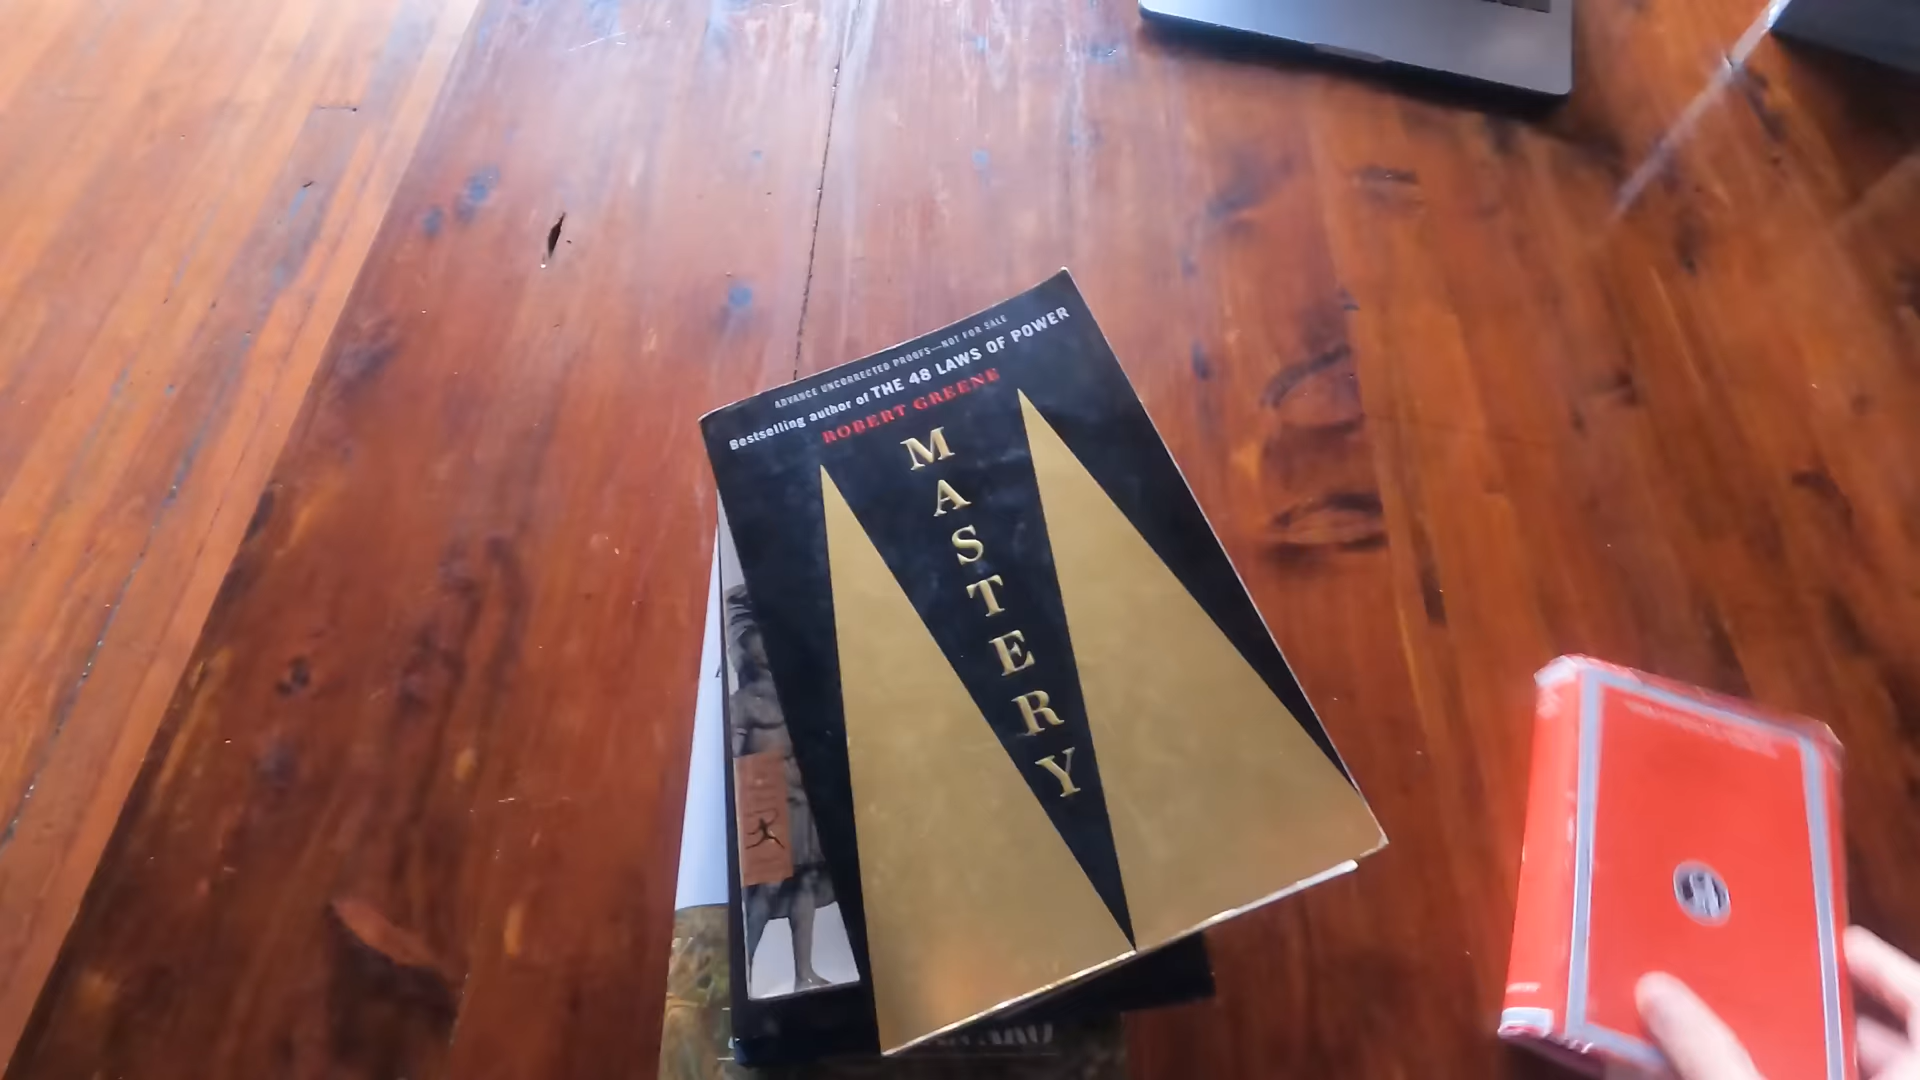 ADVANCE UNCORRECTED PROOFS—NOT FOR SALE
Bestselling author of THE 48 LAWS OF POWER
ROBERT GREENE
MASTERY